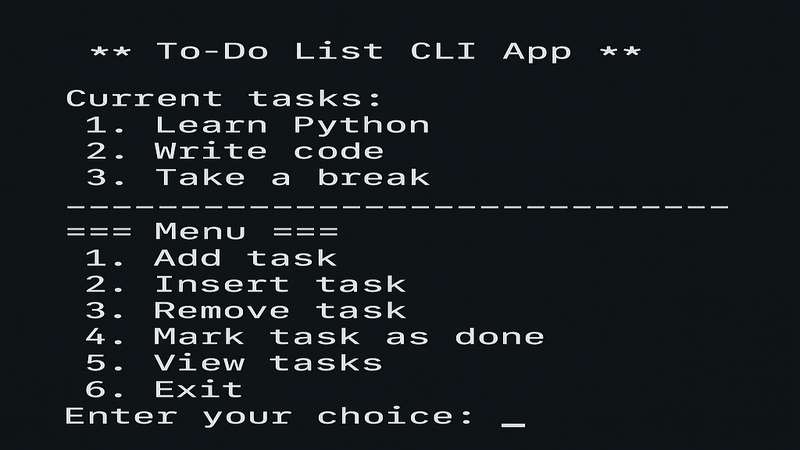 ** To-Do List CLI App **
Current tasks:
1. Learn Python
2. Write code
3. Take a break
-----------------------------
=== Menu ===
1. Add task
2. Insert task
3. Remove task
4. Mark task as done
5. View tasks
6. Exit
Enter your choice: _